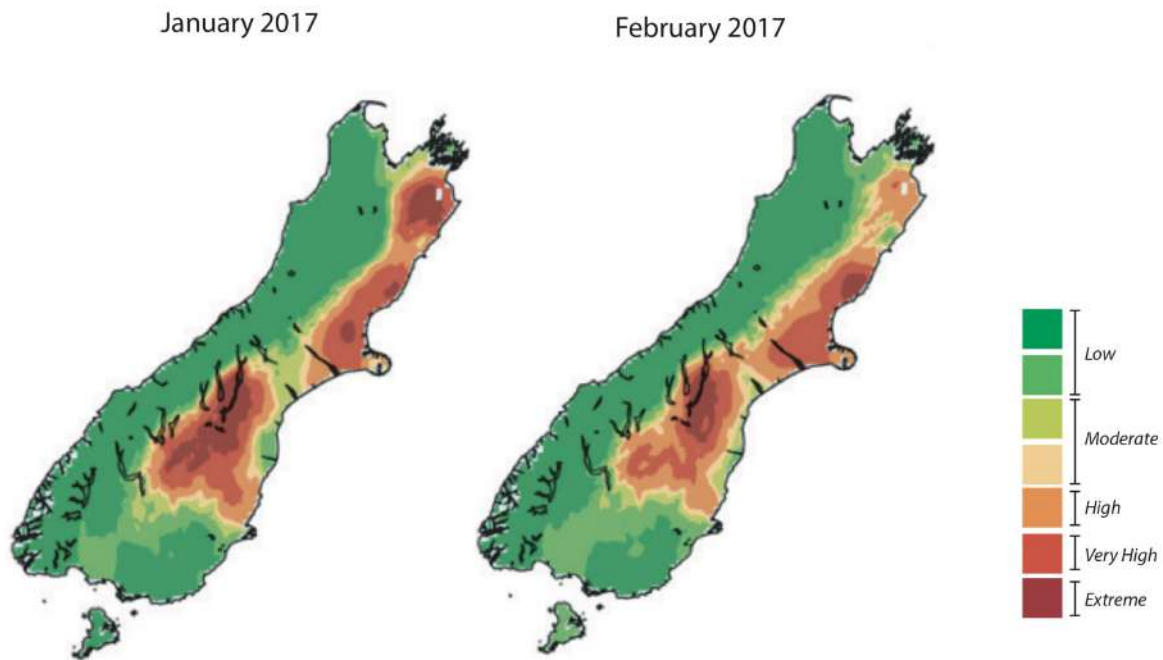 January 2017
February 2017
Low
Moderate
High
Very High
Extreme